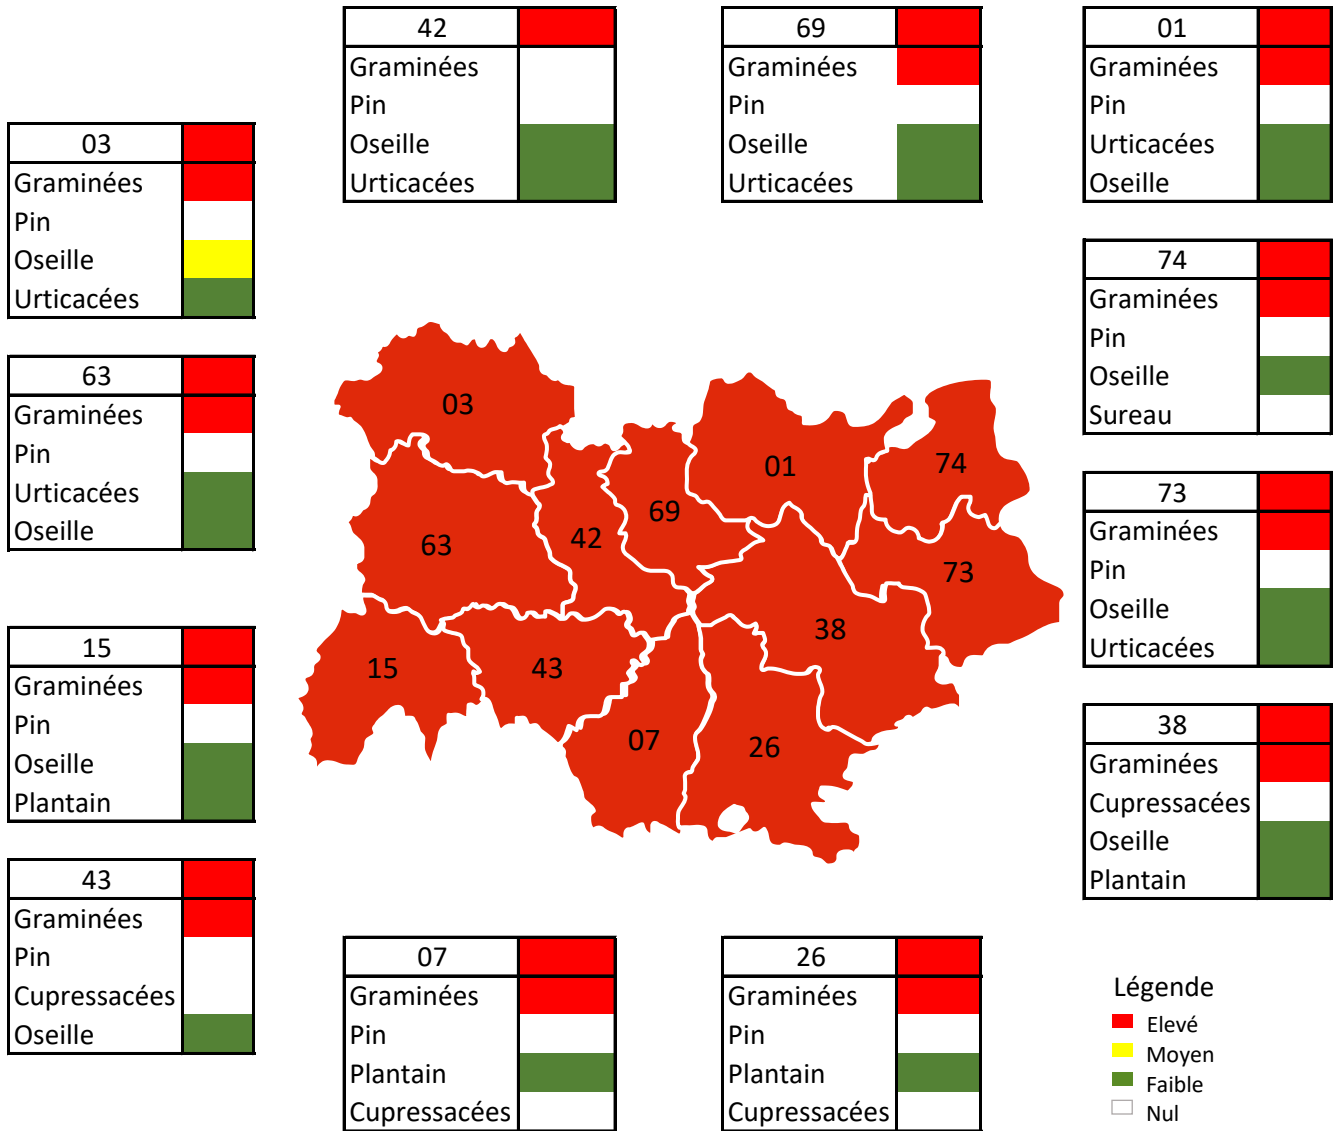 42
Graminées
Pin
Oseille
Urticacées
69
Graminées
Pin
Oseille
Urticacées
01
Graminées
Pin
Urticacées
Oseille
03
Graminées
Pin
Oseille
Urticacées
74
Graminées
Pin
Oseille
Sureau
63
Graminées
Pin
Urticacées
Oseille
03
01
74
69
42
63
73
38
15
43
07
26
73
Graminées
Pin
Oseille
Urticacées
15
Graminées
Pin
Oseille
Plantain
38
Graminées
Cupressacées
Oseille
Plantain
43
Graminées
Pin
Cupressacées
Oseille
07
Graminées
Pin
Plantain
Cupressacées
26
Graminées
Pin
Plantain
Cupressacées
Légende
Elevé
Moyen
Faible
Nul